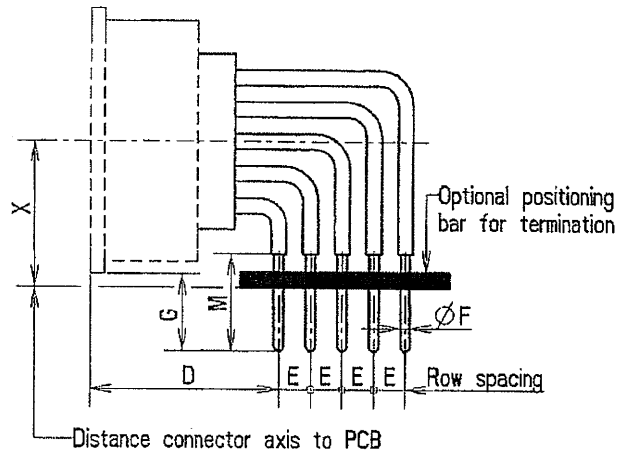 X
Optional positioning
bar for termination
G
M
ØF
D
E
E
E
E
Row spacing
Distance connector axis to PCB